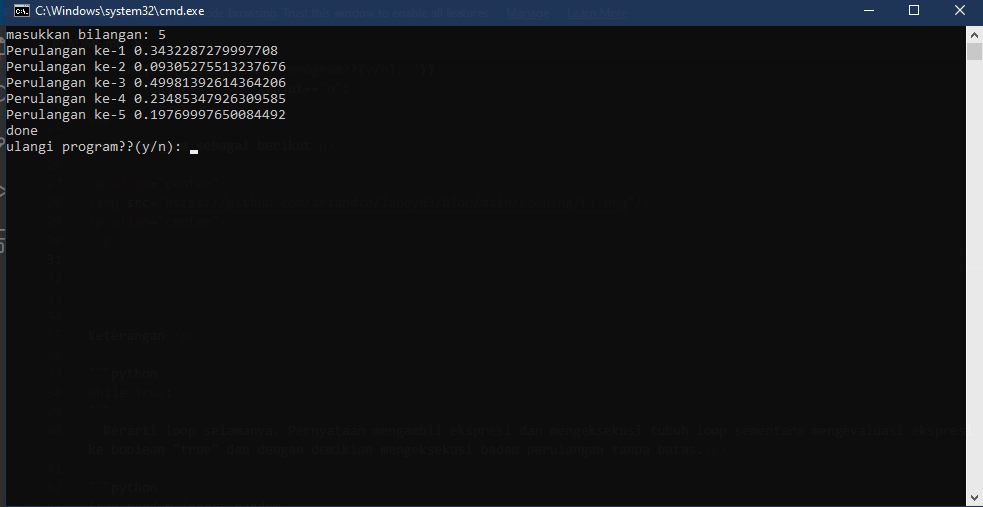 C:\Windows\system32\cmd.exe
masukkan bilangan: 5
Perulangan ke-1 0.3432287279997708
Perulangan ke-2 0.09305275513237676
Perulangan ke-3 0.49981392614364206
Perulangan ke-4 0.23485347926309585
Perulangan ke-5 0.19769997650084492
done
ulangi program??(y/n):